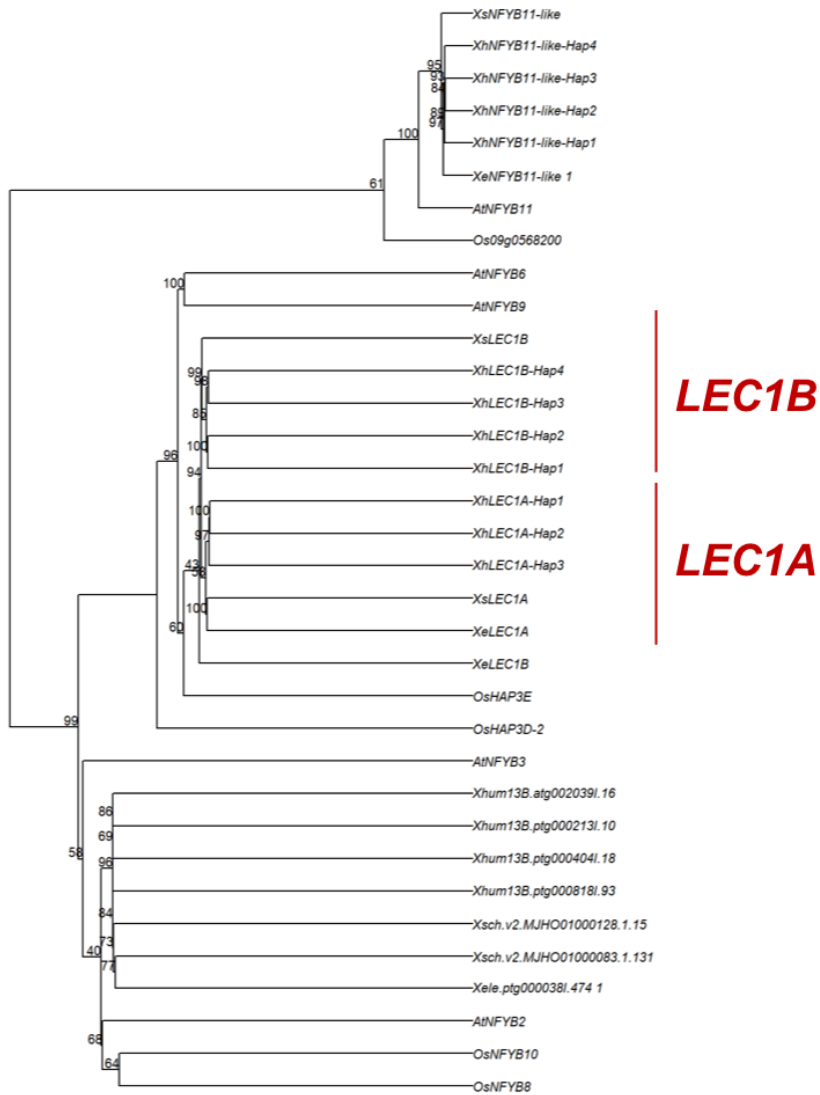 XsNFYB11-like
XhNFYB11-like-Hap4
95
93
XhNFYB11-like-Hap3
84
XhNFYB11-like-Hap2
89
97
100
XhNFYB11-like-Hap1
61
XeNFYB11-like 1
AtNFYB11
Os09g0568200
AtNFYB6
100
AtNFYB9
XsLEC1B
99
XhLEC1B-Hap4
98
LEC1B
XhLEC1B-Hap3
85
XhLEC1B-Hap2
100
96
XhLEC1B-Hap1
94
XhLEC1A-Hap1
100
XhLEC1A-Hap2
97
LEC1A
XhLEC1A-Hap3
43
58
XsLEC1A
100
XeLEC1A
60
XeLEC1B
OsHAP3E
99
OsHAP3D-2
AtNFYB3
Xhum13B.atg002039l.16
86
Xhum13B.ptg000213l.10
69
58
Xhum13B.ptg000404l.18
96
Xhum13B.ptg000818l.93
84
Xsch.v2.MJHO01000128.1.15
73
40
Xsch.v2.MJHO01000083.1.131
77
Xele.ptg000038l.474 1
AtNFYB2
68
OsNFYB10
64
OsNFYB8